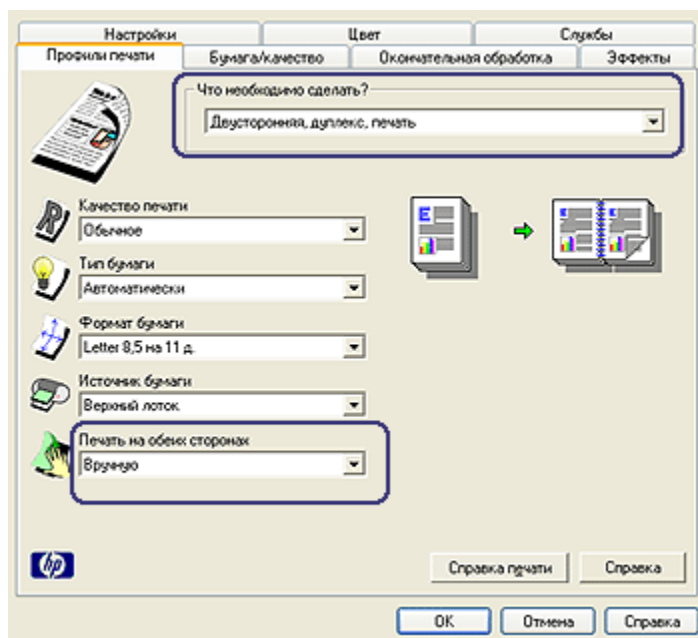 Настройки
Цвет
Службы
Профили печати
Бумага/качество
Окончательная обработка
Эффекты
Что необходимо сделать?
Двусторонняя, дуплекс, печать
Качество печати
Обычное
Тип бумаги
Автоматически
Формат бумаги
Letter 8,5 на 11 д.
Источник бумаги
Верхний лоток
Печать на обеих сторонах
Вручную
hp
Справка печати
Справка
OK
Отмена
Справка